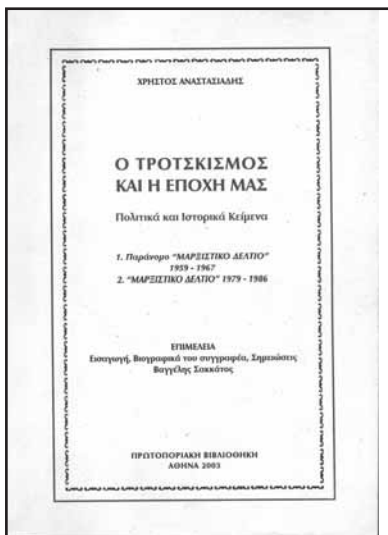 ΧΡΗΣΤΟΣ ΑΝΑΣΤΑΣΙΑΔΗΣ
Ο ΤΡΟΤΣΚΙΣΜΟΣ
ΚΑΙ Η ΕΠΟΧΗ ΜΑΣ
Πολιτικά και Ιστορικά Κείμενα
1. Παράνομο "ΜΑΡΞΙΣΤΙΚΟ ΔΕΛΤΙΟ"
1959 - 1967
2. "ΜΑΡΞΙΣΤΙΚΟ ΔΕΛΤΙΟ" 1979 - 1986
ΕΠΙΜΕΛΕΙΑ
Εισαγωγή, Βιογραφικά του συγγραφέα, Σημειώσεις
Βαγγέλης Σακκάτος
ΠΡΩΤΟΠΟΡΙΑΚΗ ΒΙΒΛΙΟΘΗΚΗ
ΑΘΗΝΑ 2003